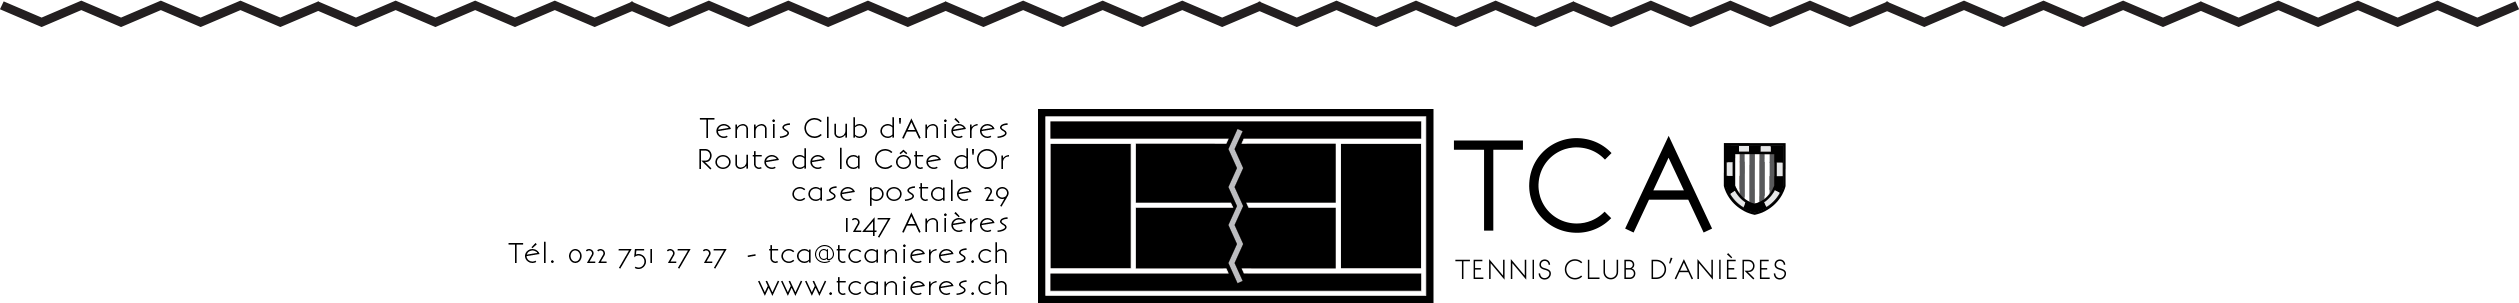 Tennis Club d'Anières
Route de la Côte d'Or
case postale 29
1247 Anières
Tél. 022 751 27 27 - tca@tcanieres.ch
www.tcanieres.ch
TCA
TENNIS CLUB D'ANIÈRES